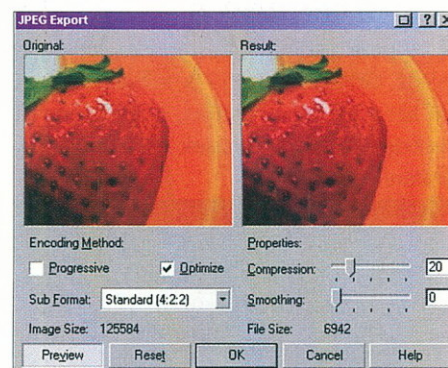 JPEG Export
Original: Result:
Encoding Method: Properties:
Progressive Optimize Compression: 20
Sub Format: Standard (4:2:2) Smoothing: 0
Image Size: 125584 File Size: 6942
Preview Reset OK Cancel Help